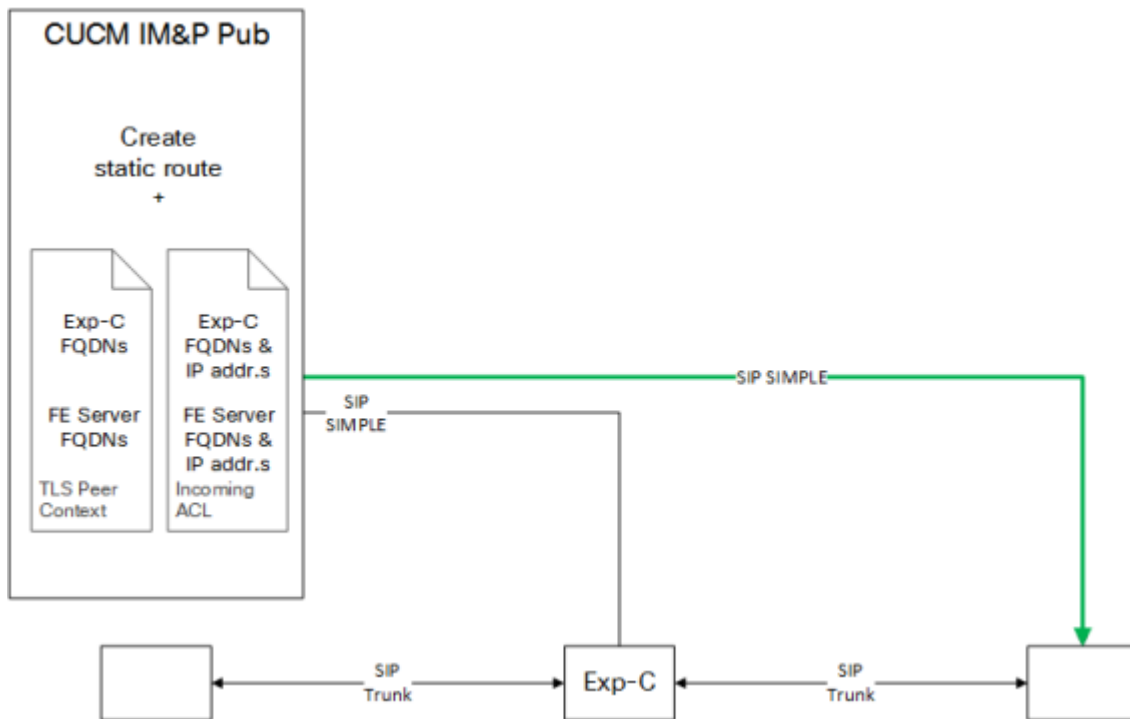 CUCM IM&P Pub
Create
static route
+
Exp-C
FQDNs
FE Server
FQDNs
TLS Peer
Context
Exp-C
FQDNs &
IP addr.s
FE Server
FQDNs &
IP addr.s
Incoming
ACL
SIP SIMPLE
SIP
SIMPLE
SIP
Trunk
Exp-C
SIP
Trunk